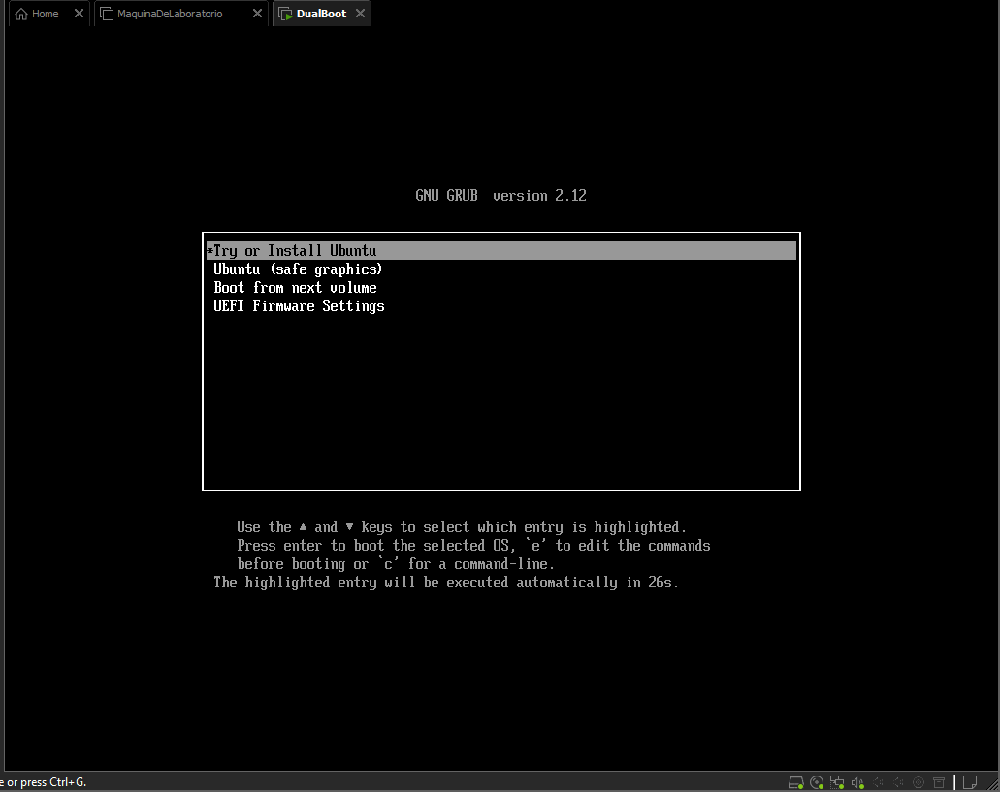 Home
MaquinaDeLaboratorio
DualBoot
GNU GRUB  version 2.12
*Try or Install Ubuntu
Ubuntu (safe graphics)
Boot from next volume
UEFI Firmware Settings
Use the ▲ and ▼ keys to select which entry is highlighted.
Press enter to boot the selected OS, `e' to edit the commands
before booting or `c' for a command-line.
The highlighted entry will be executed automatically in 26s.
e or press Ctrl+G.